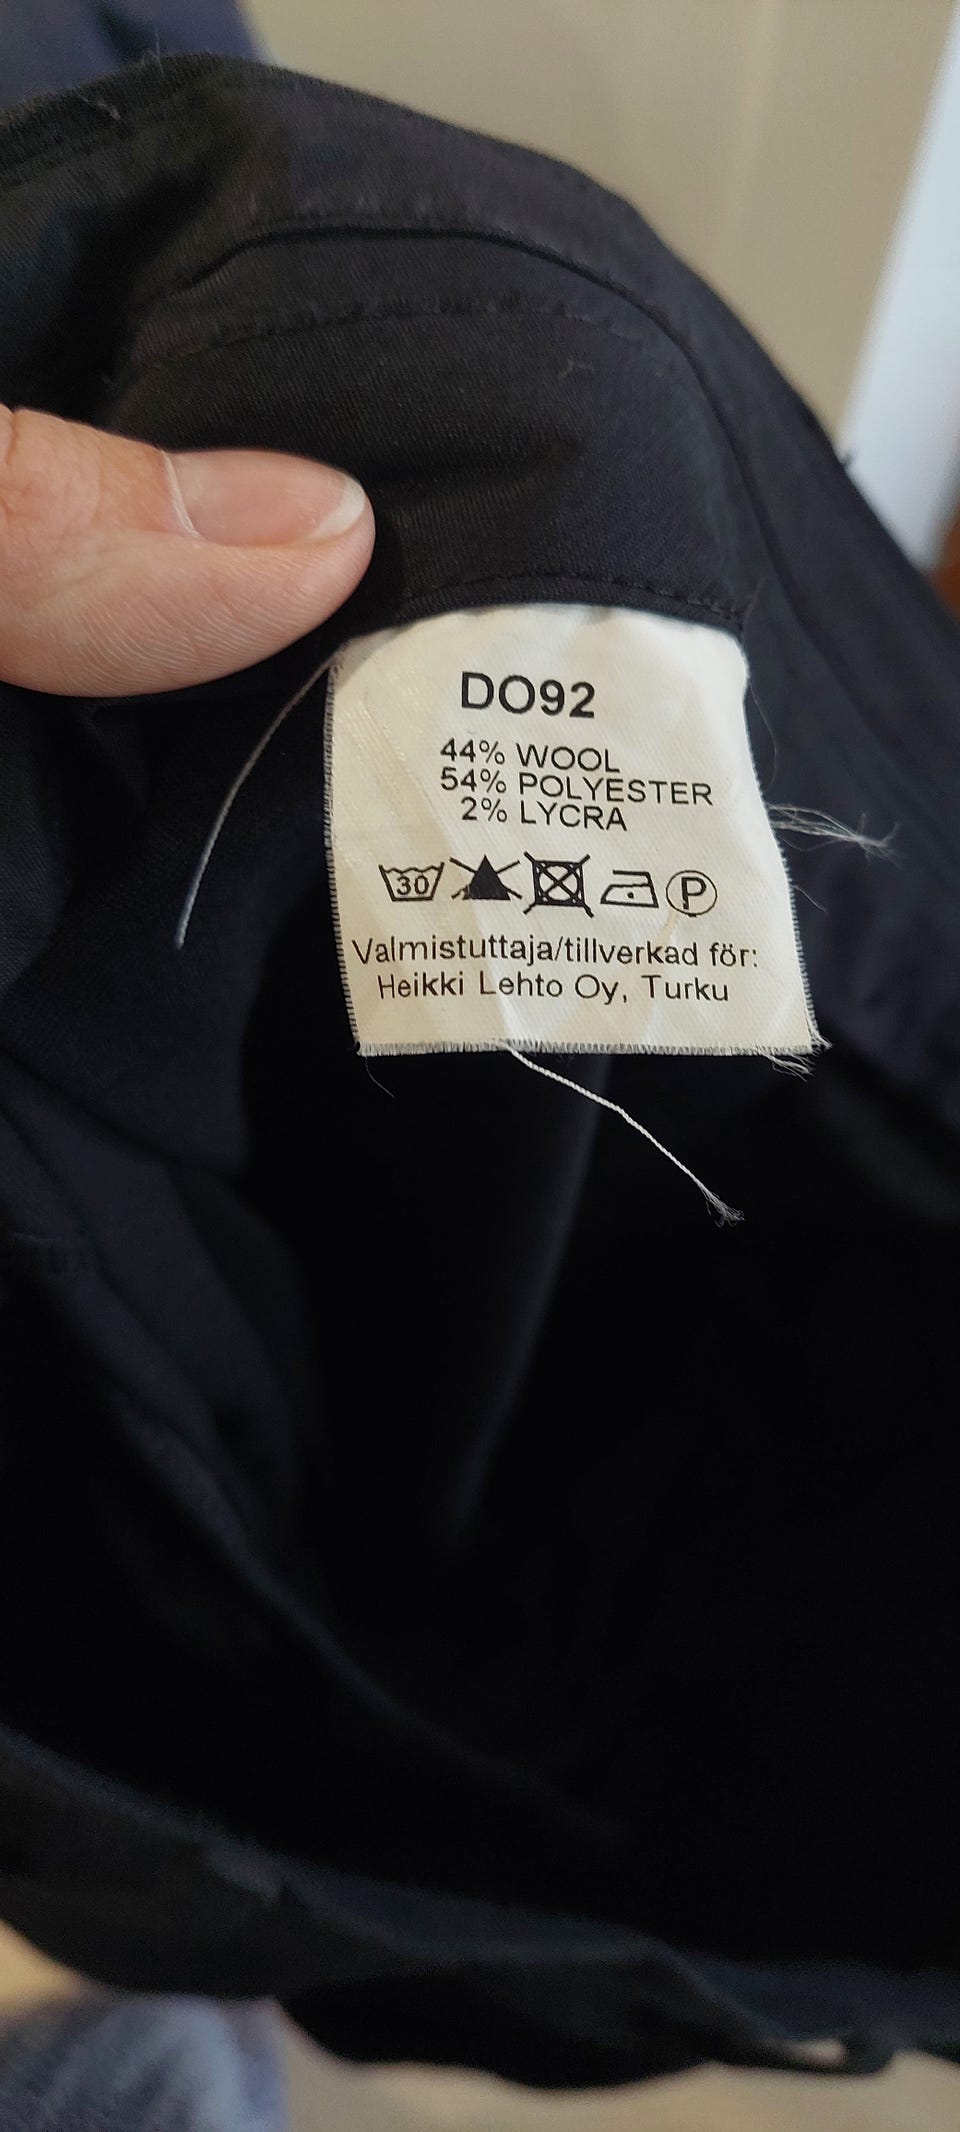 DO92
44% WOOL
54% POLYESTER
2% LYCRA
30 P
Valmistuttaja/tillverkad för:
Heikki Lehto Oy, Turku